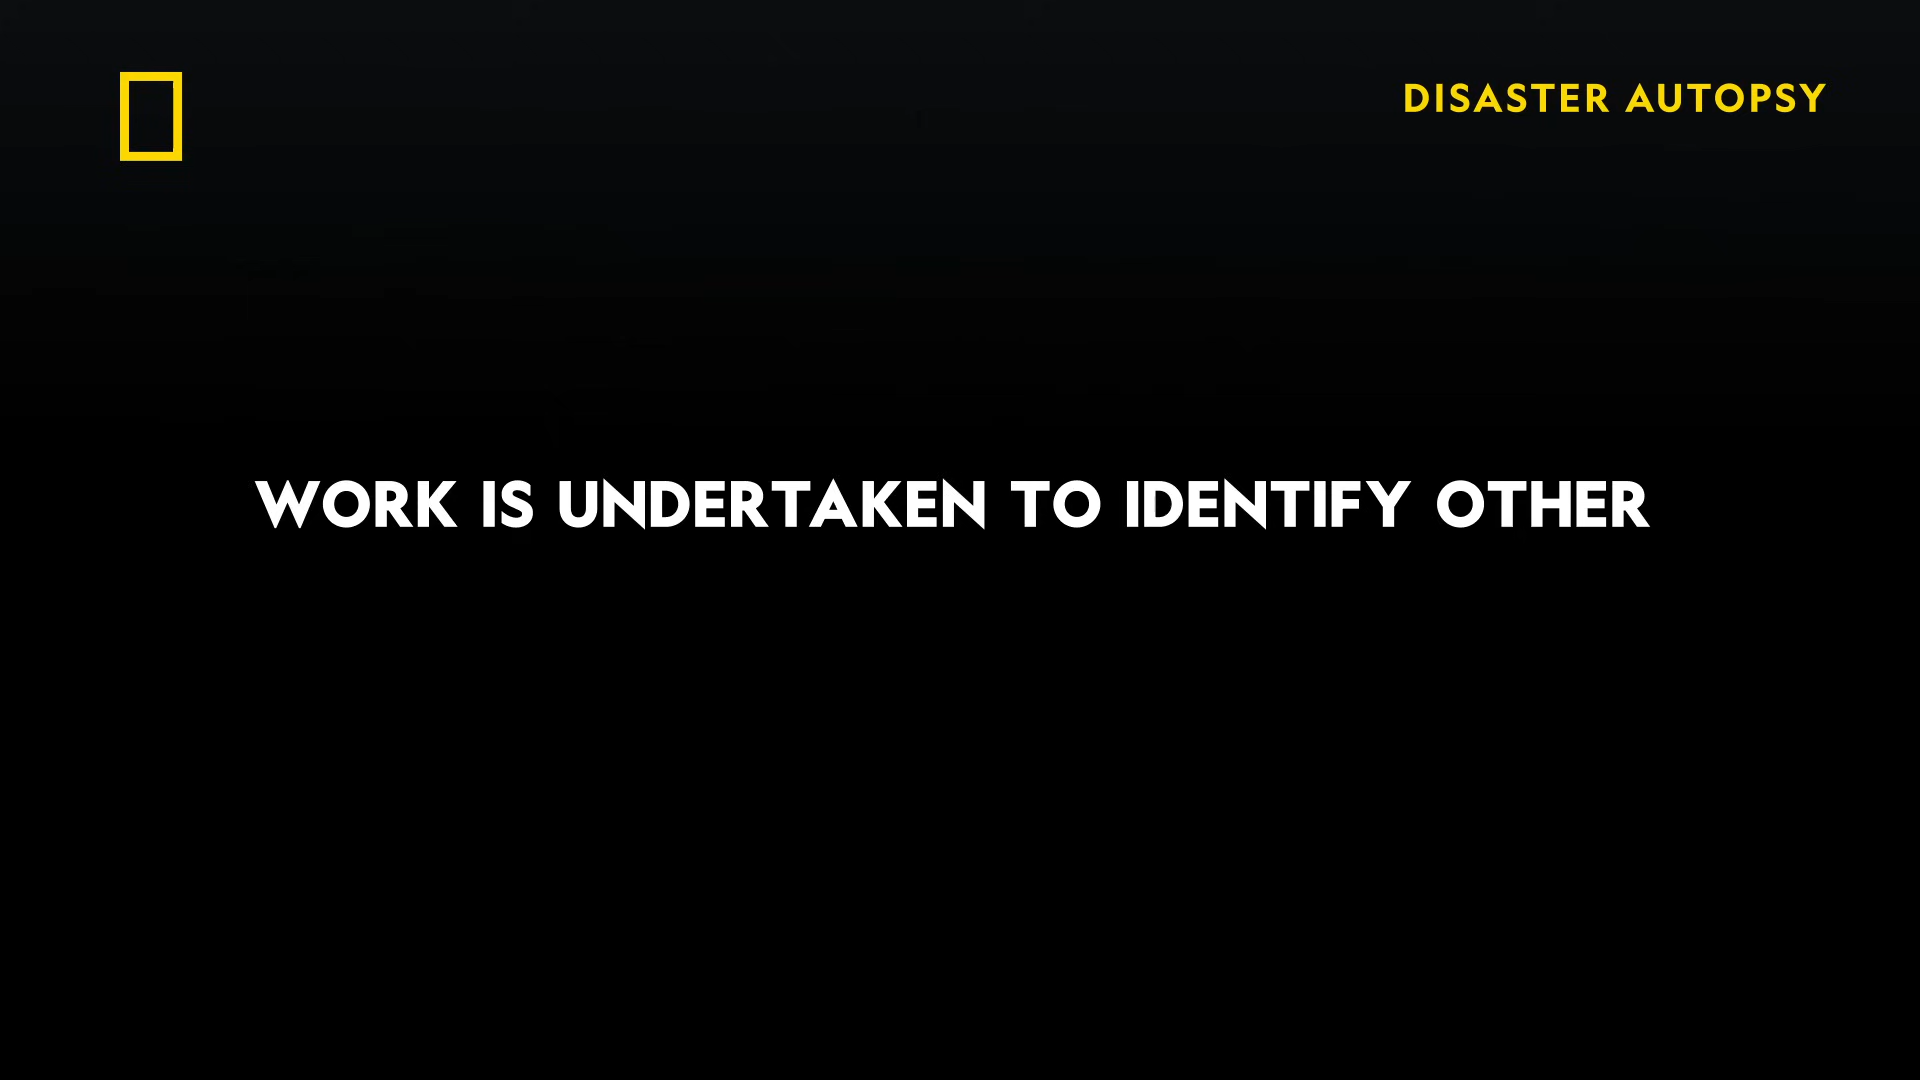 DISASTER AUTOPSY
WORK IS UNDERTAKEN TO IDENTIFY OTHER